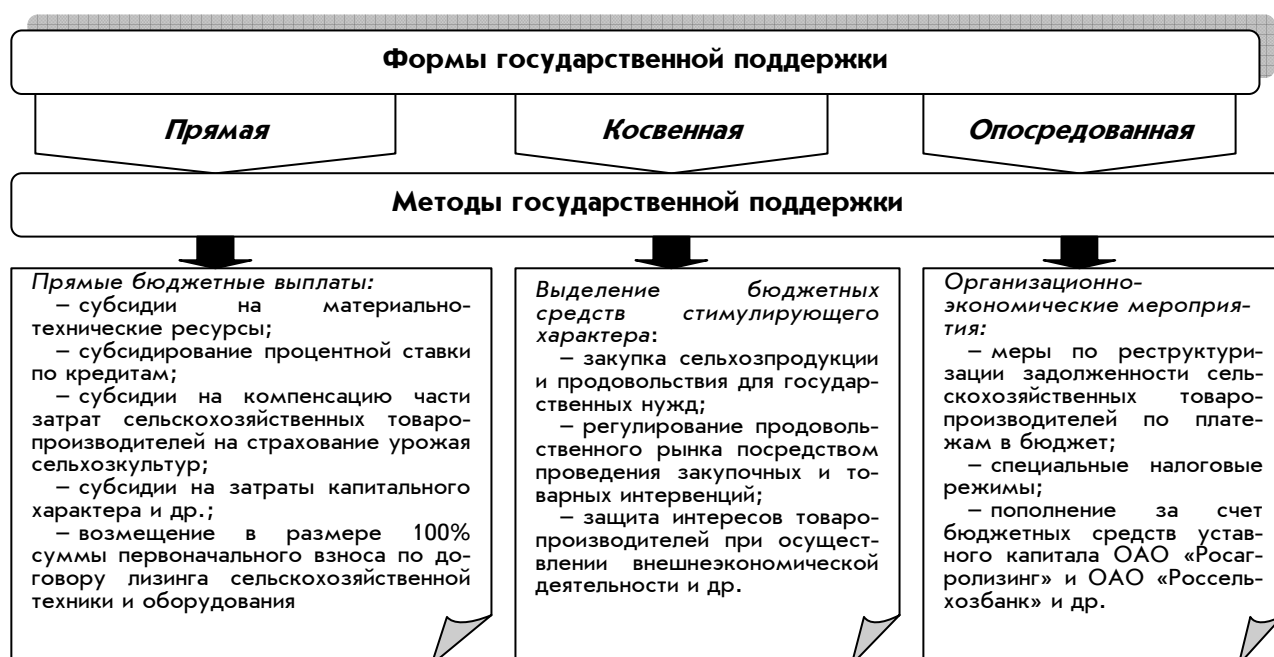 Формы государственной поддержки
Прямая
Косвенная
Опосредованная
Методы государственной поддержки
Прямые бюджетные выплаты:
– субсидии на материально-
технические ресурсы;
– субсидирование процентной ставки
по кредитам;
– субсидии на компенсацию части
затрат сельскохозяйственных товаро-
производителей на страхование урожая
сельхозкультур;
– субсидии на затраты капитального
характера и др.;
– возмещение в размере 100%
суммы первоначального взноса по до-
говору лизинга сельскохозяйственной
техники и оборудования
Выделение бюджетных
средств стимулирующего
характера:
– закупка сельхозпродукции
и продовольствия для государ-
ственных нужд;
– регулирование продоволь-
ственного рынка посредством
проведения закупочных и то-
варных интервенций;
– защита интересов товаро-
производителей при осущест-
влении внешнеэкономической
деятельности и др.
Организационно-
экономические мероприя-
тия:
– меры по реструктури-
зации задолженности сель-
скохозяйственных товаро-
производителей по плате-
жам в бюджет;
– специальные налоговые
режимы;
– пополнение за счет
бюджетных средств устав-
ного капитала ОАО «Росаг-
ролизинг» и ОАО «Россель-
хозбанк» и др.